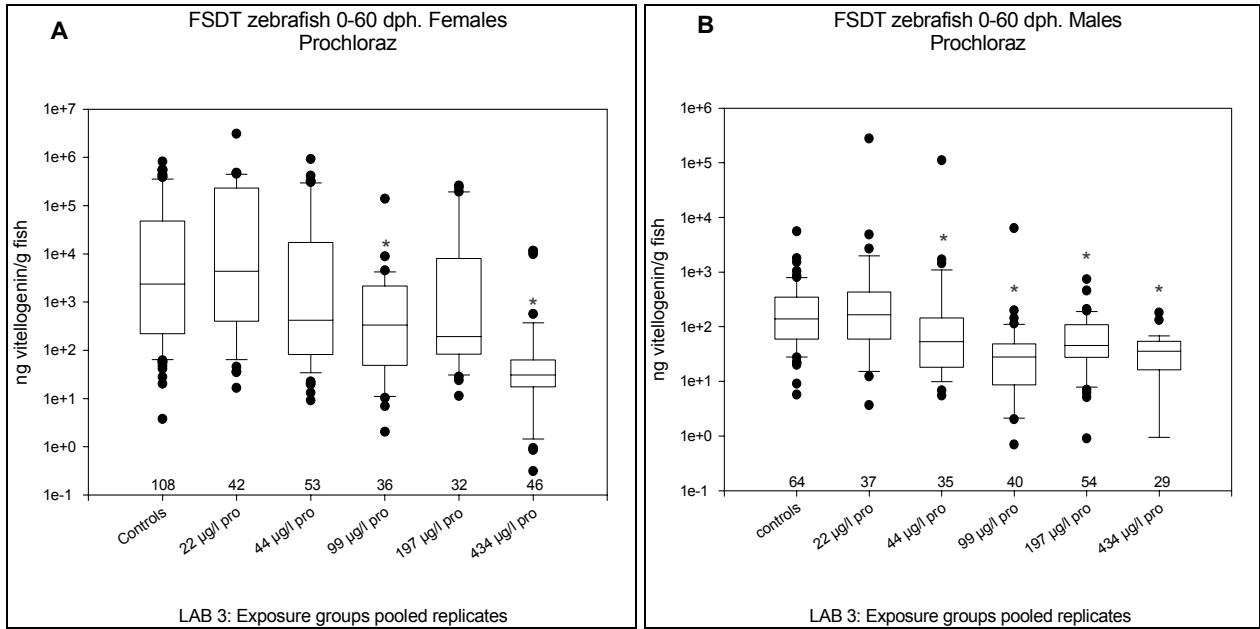 A
FSDT zebrafish 0-60 dph. Females
Prochloraz
ng vitellogenin/g fish
1e+7
1e+6
1e+5
1e+4
1e+3
1e+2
1e+1
1e+0
1e-1
*
*
108 42 53 36 32 46
Controls 22 µg/l pro 44 µg/l pro 99 µg/l pro 197 µg/l pro 434 µg/l pro
LAB 3: Exposure groups pooled replicates
B
FSDT zebrafish 0-60 dph. Males
Prochloraz
ng vitellogenin/g fish
1e+6
1e+5
1e+4
1e+3
1e+2
1e+1
1e+0
1e-1
*
*
*
*
64 37 35 40 54 29
controls 22 µg/l pro 44 µg/l pro 99 µg/l pro 197 µg/l pro 434 µg/l pro
LAB 3: Exposure groups pooled replicates